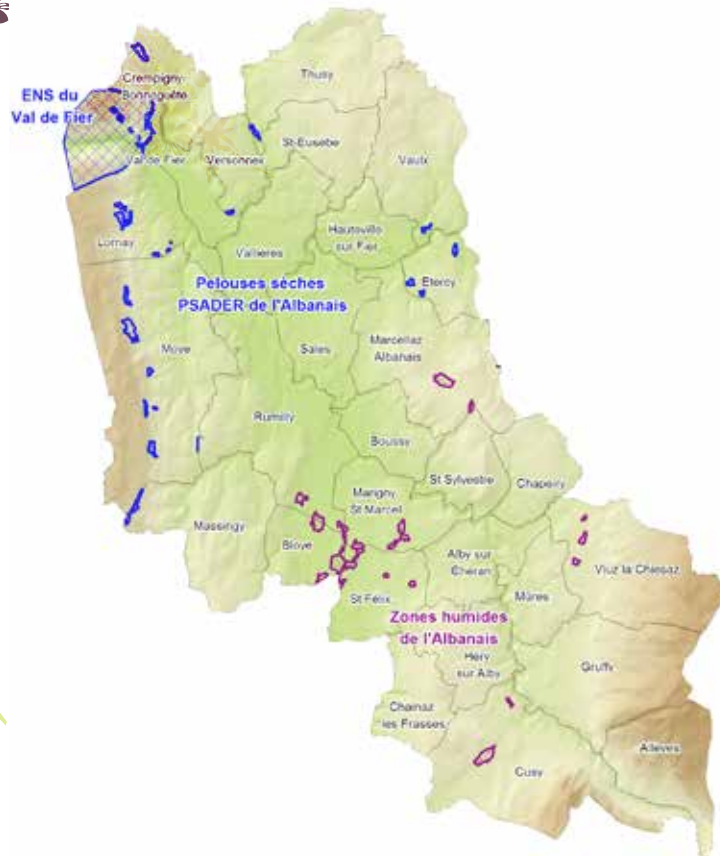 Thusy
Crempigny
Bonneguête
ENS du
Val de Fier
St-Eusèbe
Val de Fier
Versonnex
Vaulx
Lornay
Hauteville
sur Fier
Vallières
Etercy
Pelouses sèches
PSADER de l'Albanais
Marcellaz
Albanais
Moye
Sales
Rumilly
Boussy
St Sylvestre
Chapeiry
Marigny
St Marcel
Massingy
Bloye
Alby sur
Chéran
Viuz la Chiésaz
Mûres
St Félix
Zones humides
de l'Albanais
Héry
sur Alby
Gruffy
Chainaz
les Frasses
Allèves
Cusy